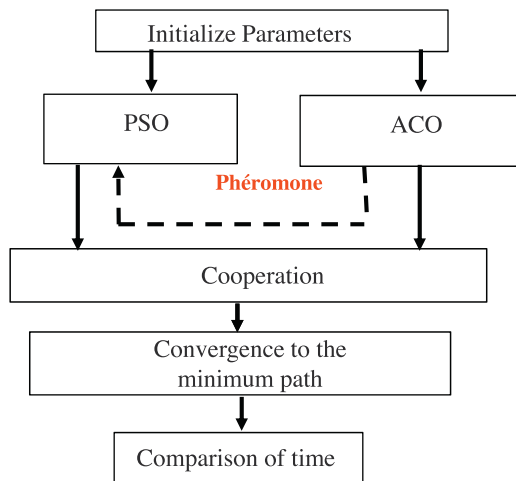 Initialize Parameters
PSO
ACO
Phéromone
Cooperation
Convergence to the
minimum path
Comparison of time